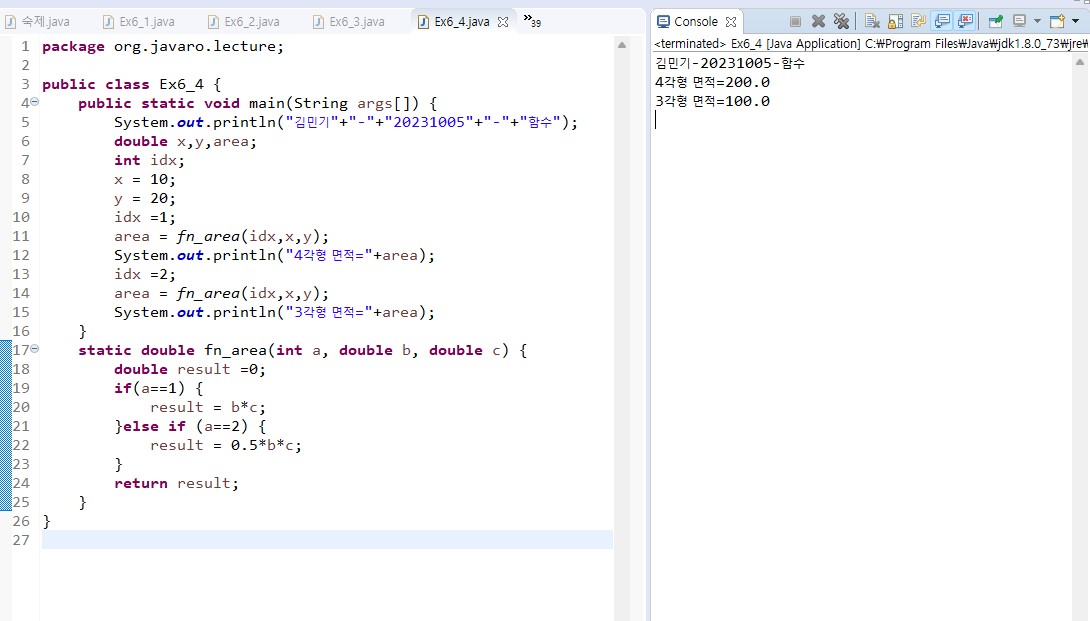 숙제.java Ex6_1.java Ex6_2.java Ex6_3.java Ex6_4.java »39
1 package org.javaro.lecture;
2
3 public class Ex6_4 {
4 public static void main(String args[]) {
5 System.out.println("김민기"+"-"+"20231005"+"-"+"함수");
6 double x,y,area;
7 int idx;
8 x = 10;
9 y = 20;
10 idx =1;
11 area = fn_area(idx,x,y);
12 System.out.println("4각형 면적="+area);
13 idx =2;
14 area = fn_area(idx,x,y);
15 System.out.println("3각형 면적="+area);
16 }
17 static double fn_area(int a, double b, double c) {
18 double result =0;
19 if(a==1) {
20 result = b*c;
21 }else if (a==2) {
22 result = 0.5*b*c;
23 }
24 return result;
25 }
26 }
27
Console
<terminated> Ex6_4 [Java Application] C:₩Program Files₩Java₩jdk1.8.0_73₩jre₩
김민기-20231005-함수
4각형 면적=200.0
3각형 면적=100.0